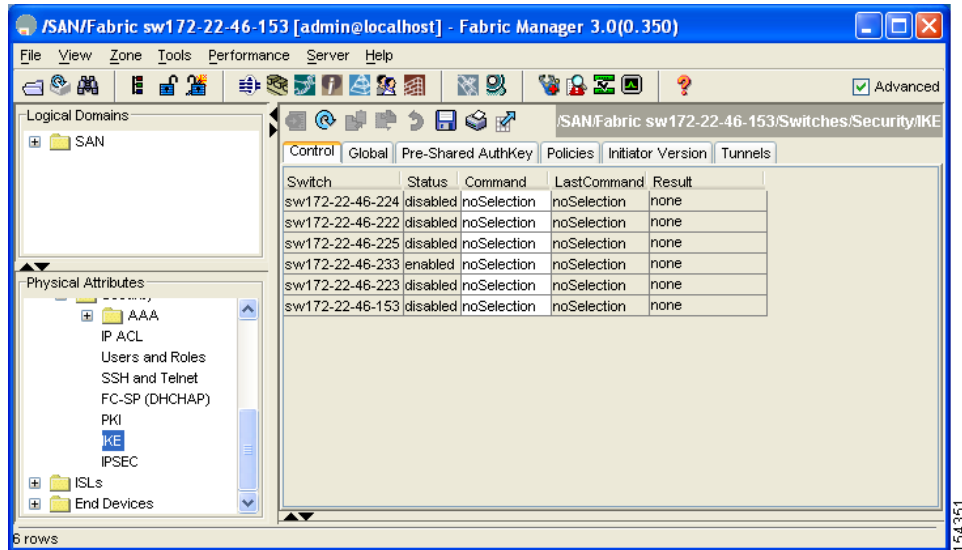 /SAN/Fabric sw172-22-46-153 [admin@localhost] - Fabric Manager 3.0(0.350)
File View Zone Tools Performance Server Help
Advanced
Logical Domains
SAN
/SAN/Fabric sw172-22-46-153/Switches/Security/IKE
Control Global Pre-Shared AuthKey Policies Initiator Version Tunnels
Switch Status Command LastCommand Result
sw172-22-46-224 disabled noSelection noSelection none
sw172-22-46-222 disabled noSelection noSelection none
sw172-22-46-225 disabled noSelection noSelection none
sw172-22-46-233 enabled noSelection noSelection none
sw172-22-46-223 disabled noSelection noSelection none
sw172-22-46-153 disabled noSelection noSelection none
Physical Attributes
Security
AAA
IP ACL
Users and Roles
SSH and Telnet
FC-SP (DHCHAP)
PKI
IKE
IPSEC
ISLs
End Devices
6 rows
154351